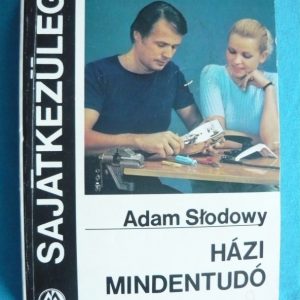 SAJÁTKEZŰLEG
Adam Słodowy
HÁZI
MINDENTUDÓ